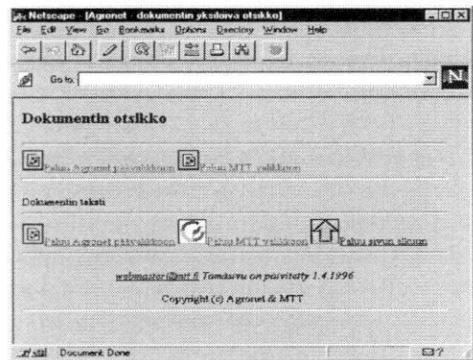 Netscape - [Agronet - dokumentin yksilöivä otsikko]
File Edit View Go Bookmarks Options Directory Window Help
Go to:
N
Dokumentin otsikko
Paluu Agronet päävalikkoon Paluu MTT valikkoon
Dokumentin teksti
Paluu Agronet päävalikkoon Paluu MTT valikkoon Paluu sivun alkuun
webmaster@mtt.fi Tämä sivu on päivitetty 1.4.1996
Copyright (c) Agronet & MTT
Document: Done